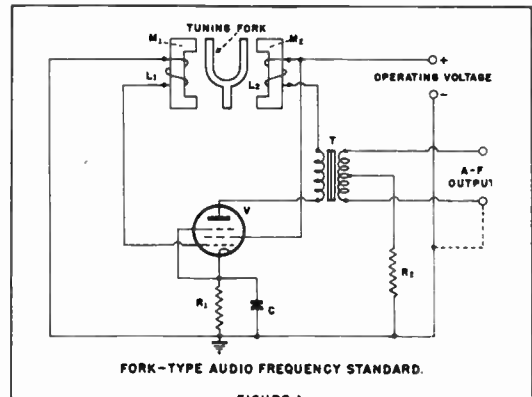 TUNING FORK
M1
M2
L1
L2
+
OPERATING VOLTAGE
−
T
A-F
OUTPUT
V
R1
C
R2
FORK-TYPE AUDIO FREQUENCY STANDARD.